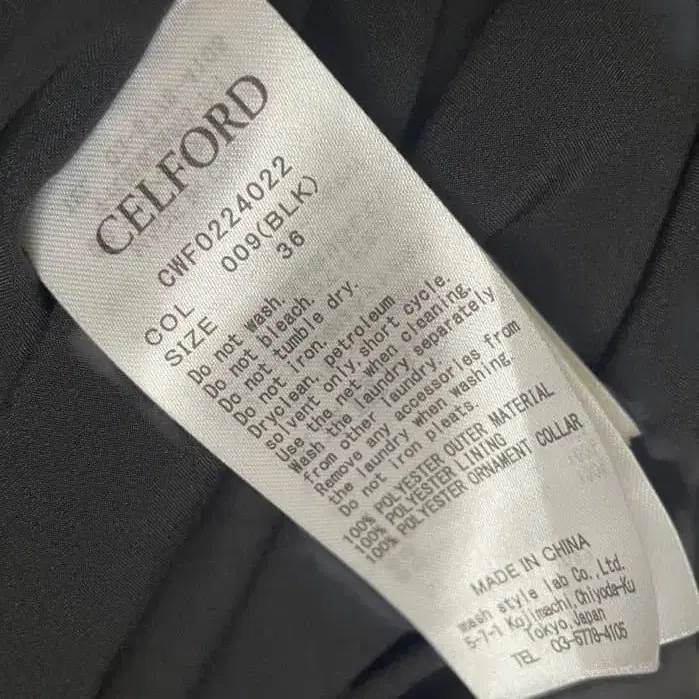 CELFORD
CWF0224022
COL 009(BLK)
SIZE 36
Do not wash.
Do not bleach.
Do not tumble dry.
Do not iron.
Dryclean, petroleum
solvent only, short cycle.
Use the net when cleaning.
Wash the laundry separately
from other laundry.
Remove any accessories from
the laundry when washing.
Do not iron pleats.
100% POLYESTER OUTER MATERIAL
100% POLYESTER LINING
100% POLYESTER ORNAMENT COLLAR
MADE IN CHINA
mash style lab Co.,Ltd.
5-7-1 Kojimachi,Chiyoda-Ku
Tokyo,Japan
TEL 03-5778-4105